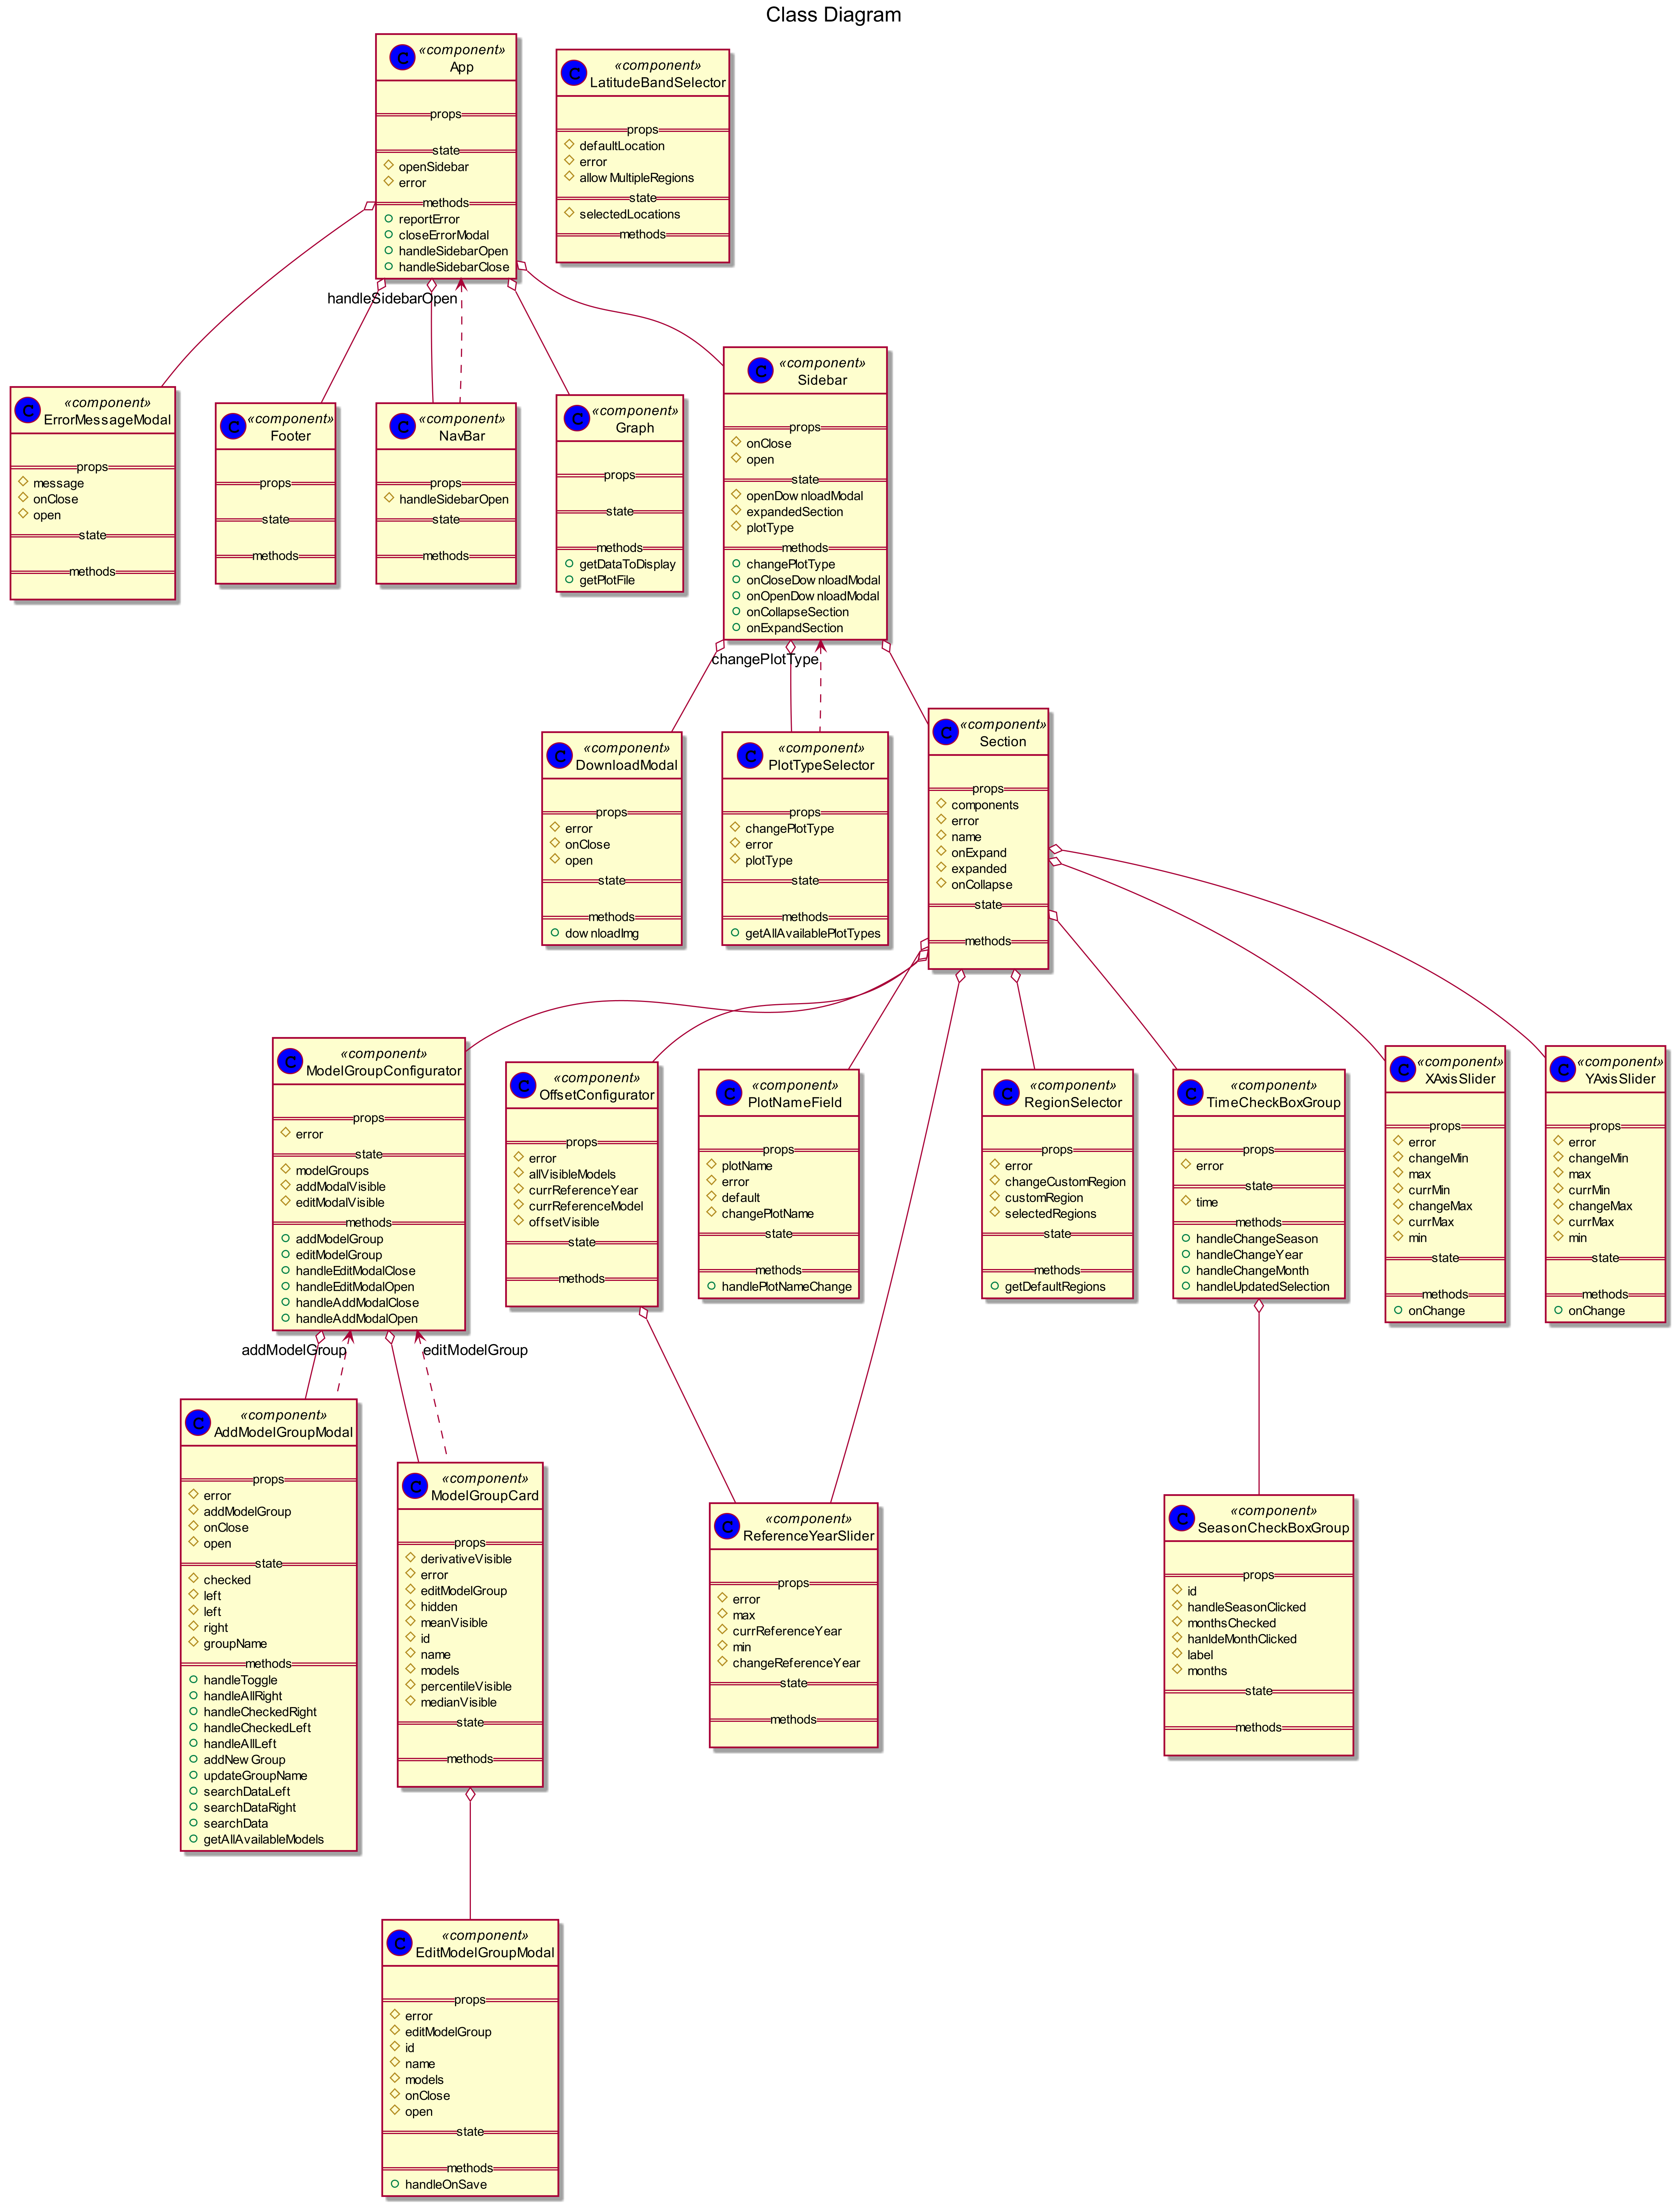 Class Diagram
C
«component»
App
props
state
openSidebar
error
methods
reportError
closeErrorModal
handleSidebarOpen
handleSidebarClose
C
«component»
LatitudeBandSelector
props
defaultLocation
error
allowMultipleRegions
state
selectedLocations
methods
handleSidebarOpen
C
«component»
ErrorMessageModal
props
message
onClose
open
state
methods
C
«component»
Footer
props
state
methods
C
«component»
NavBar
props
handleSidebarOpen
state
methods
C
«component»
Graph
props
state
methods
getDataToDisplay
getPlotFile
C
«component»
Sidebar
props
onClose
open
state
openDownloadModal
expandedSection
plotType
methods
changePlotType
onCloseDownloadModal
onOpenDownloadModal
onCollapseSection
onExpandSection
changePlotType
C
«component»
DownloadModal
props
error
onClose
open
state
methods
downloadImg
C
«component»
PlotTypeSelector
props
changePlotType
error
plotType
state
methods
getAllAvailablePlotTypes
C
«component»
Section
props
components
error
name
onExpand
expanded
onCollapse
state
methods
C
«component»
ModelGroupConfigurator
props
error
state
modelGroups
addModalVisible
editModalVisible
methods
addModelGroup
editModelGroup
handleEditModalClose
handleEditModalOpen
handleAddModalClose
handleAddModalOpen
C
«component»
OffsetConfigurator
props
error
allVisibleModels
currReferenceYear
currReferenceModel
offsetVisible
state
methods
C
«component»
PlotNameField
props
plotName
error
default
changePlotName
state
methods
handlePlotNameChange
C
«component»
RegionSelector
props
error
changeCustomRegion
customRegion
selectedRegions
state
methods
getDefaultRegions
C
«component»
TimeCheckBoxGroup
props
error
state
time
methods
handleChangeSeason
handleChangeYear
handleChangeMonth
handleUpdatedSelection
C
«component»
XAxisSlider
props
error
changeMin
max
currMin
changeMax
currMax
min
state
methods
onChange
C
«component»
YAxisSlider
props
error
changeMin
max
currMin
changeMax
currMax
min
state
methods
onChange
addModelGroup
editModelGroup
C
«component»
AddModelGroupModal
props
error
addModelGroup
onClose
open
state
checked
left
left
right
groupName
methods
handleToggle
handleAllRight
handleCheckedRight
handleCheckedLeft
handleAllLeft
addNewGroup
updateGroupName
searchDataLeft
searchDataRight
searchData
getAllAvailableModels
C
«component»
ModelGroupCard
props
derivativeVisible
error
editModelGroup
hidden
meanVisible
id
name
models
percentileVisible
medianVisible
state
methods
C
«component»
ReferenceYearSlider
props
error
max
currReferenceYear
min
changeReferenceYear
state
methods
C
«component»
SeasonCheckBoxGroup
props
id
handleSeasonClicked
monthsChecked
hanldeMonthClicked
label
months
state
methods
C
«component»
EditModelGroupModal
props
error
editModelGroup
id
name
models
onClose
open
state
methods
handleOnSave